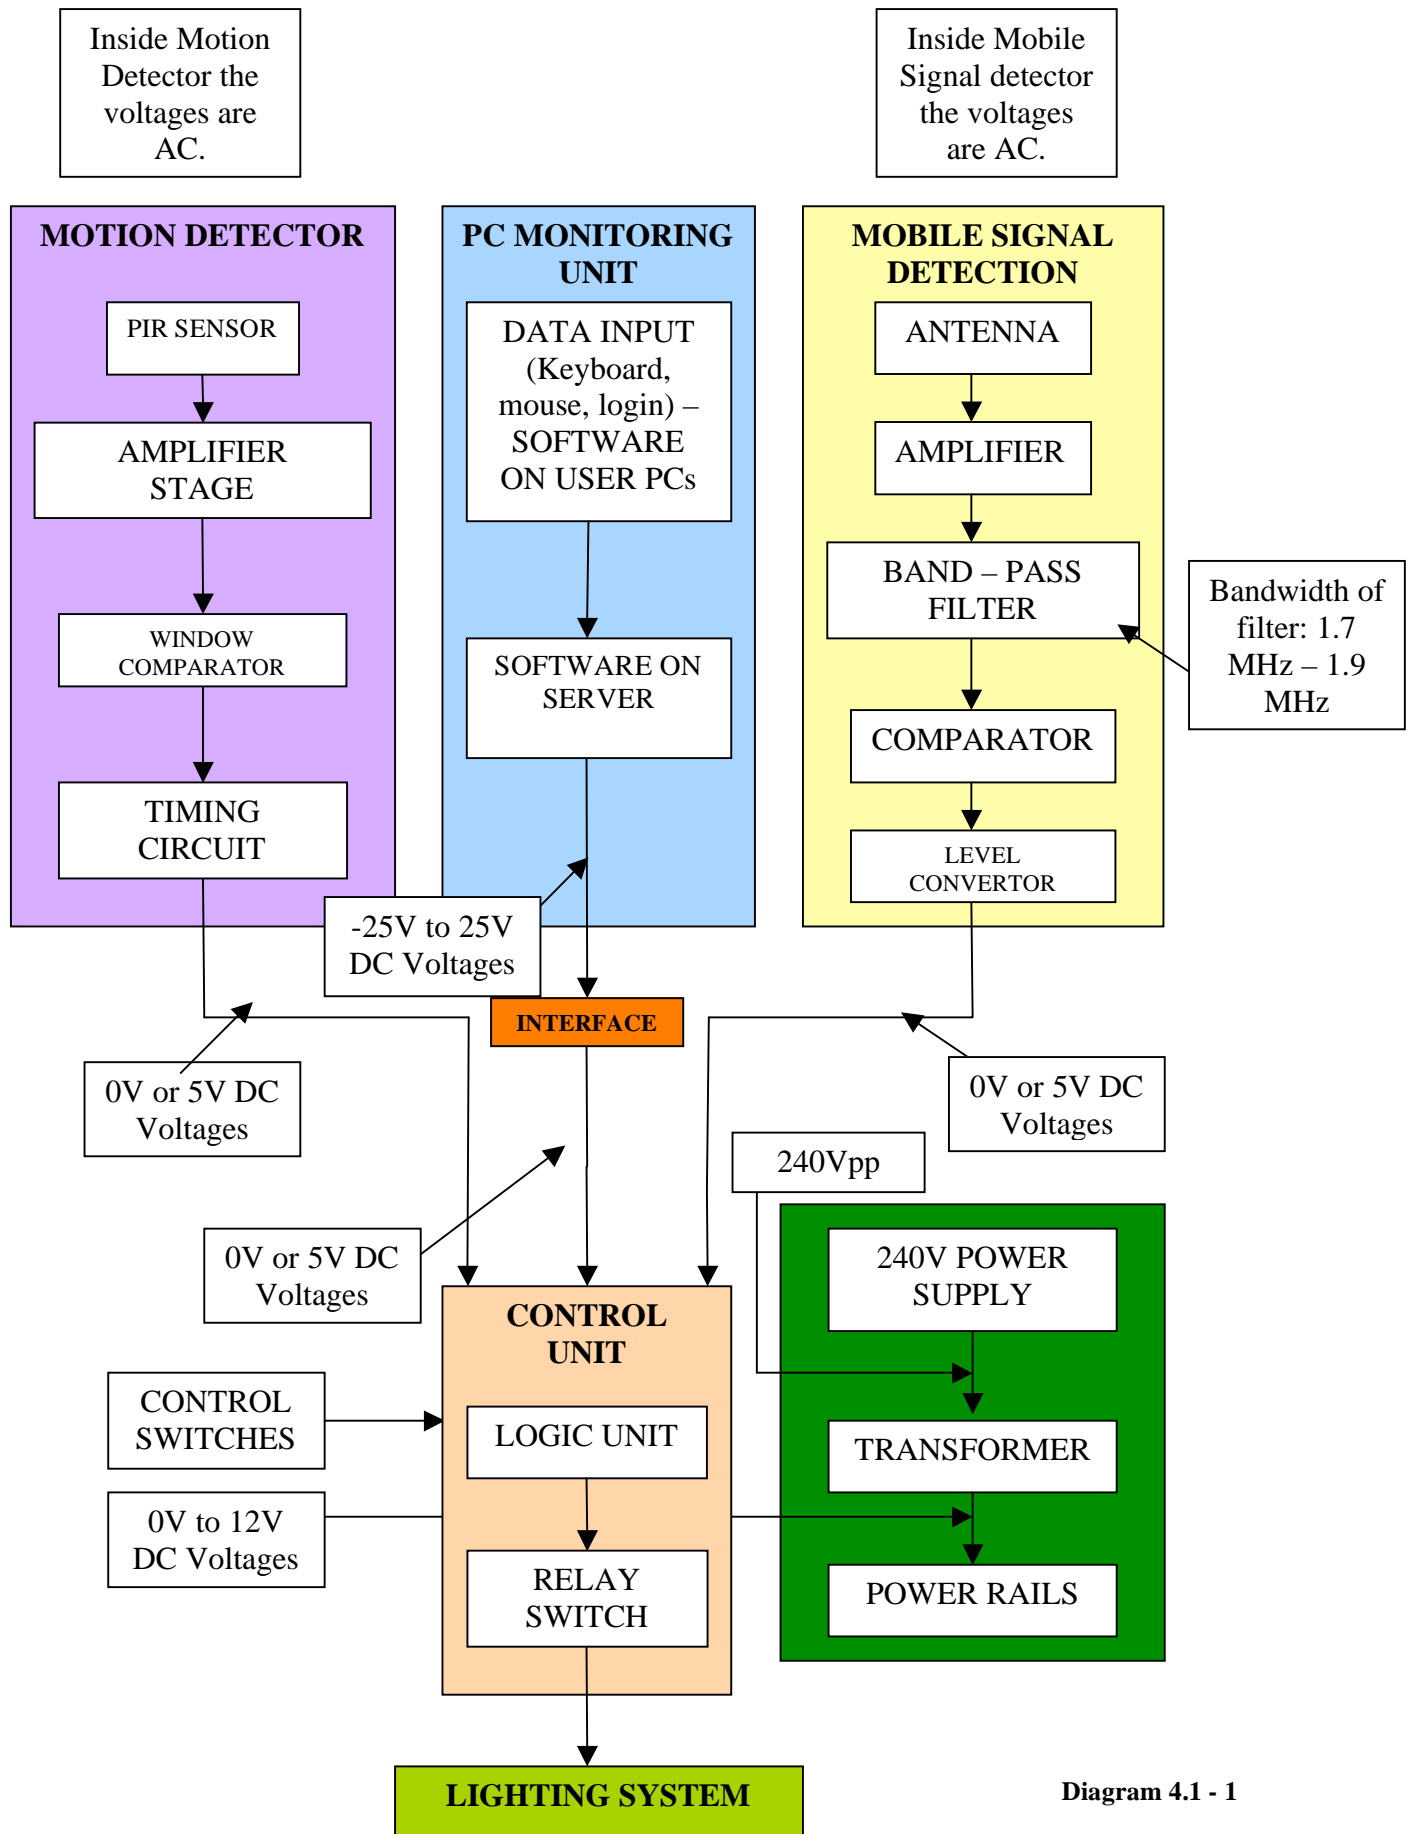 Inside Motion
Detector the
voltages are
AC.
Inside Mobile
Signal detector
the voltages
are AC.
MOTION DETECTOR
PIR SENSOR
AMPLIFIER
STAGE
WINDOW
COMPARATOR
TIMING
CIRCUIT
PC MONITORING
UNIT
DATA INPUT
(Keyboard,
mouse, login) –
SOFTWARE
ON USER PCs
SOFTWARE ON
SERVER
MOBILE SIGNAL
DETECTION
ANTENNA
AMPLIFIER
BAND – PASS
FILTER
COMPARATOR
LEVEL
CONVERTOR
Bandwidth of
filter: 1.7
MHz – 1.9
MHz
-25V to 25V
DC Voltages
INTERFACE
0V or 5V DC
Voltages
0V or 5V DC
Voltages
240Vpp
0V or 5V DC
Voltages
240V POWER
SUPPLY
TRANSFORMER
POWER RAILS
CONTROL
UNIT
LOGIC UNIT
RELAY
SWITCH
CONTROL
SWITCHES
0V to 12V
DC Voltages
LIGHTING SYSTEM
Diagram 4.1 - 1